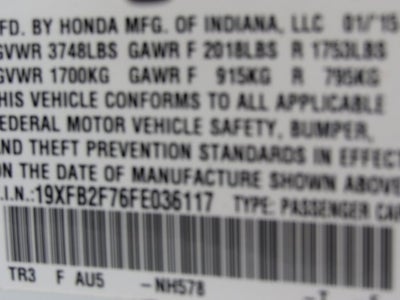 FD. BY HONDA MFG. OF INDIANA, LLC 01/'15
GVWR 3748LBS GAWR F 2018LBS R 1753LBS
GVWR 1700KG GAWR F 915KG R 795KG
THIS VEHICLE CONFORMS TO ALL APPLICABLE
FEDERAL MOTOR VEHICLE SAFETY, BUMPER,
AND THEFT PREVENTION STANDARDS IN EFFECT
ON THE DATE OF MANUFACTURE SHOWN ABOVE
V.I.N.:19XFB2F76FE036117 TYPE: PASSENGER CAR
TR3 F AU5 -NH578